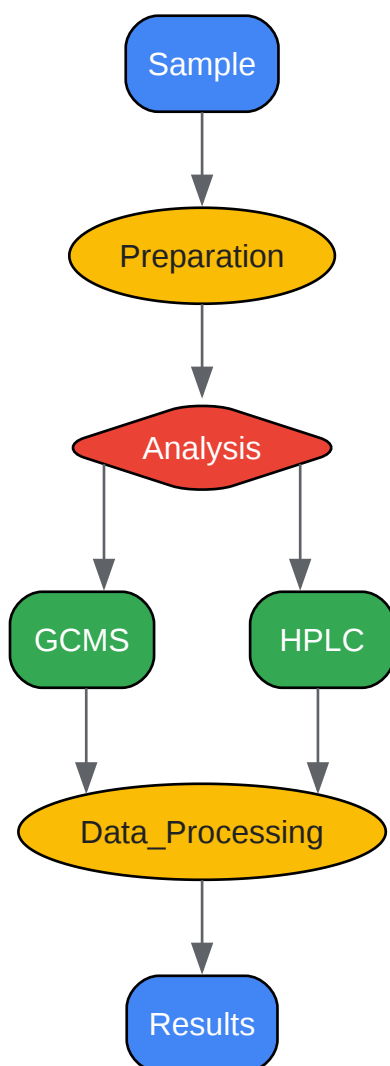 Sample
Preparation
Analysis
GCMS
HPLC
Data_Processing
Results